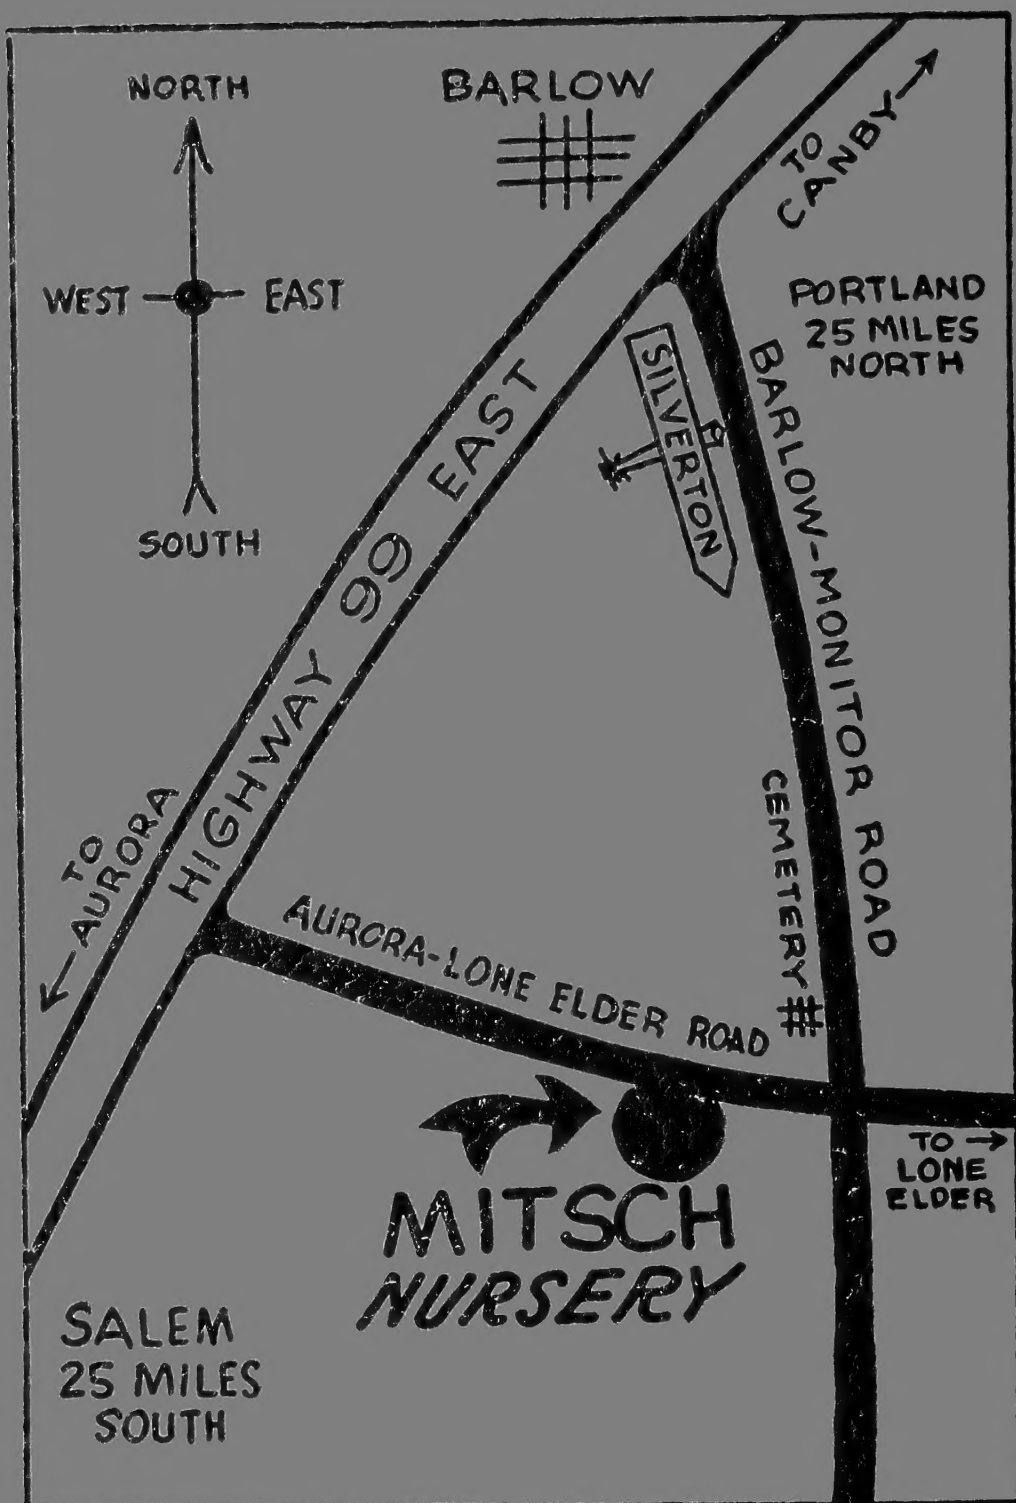 NORTH
WEST
EAST
SOUTH
BARLOW
TO
CANBY
PORTLAND
25 MILES
NORTH
SILVERTON
BARLOW-MONITOR ROAD
HIGHWAY 99 EAST
TO
AURORA
CEMETERY
AURORA-LONE ELDER ROAD
TO
LONE
ELDER
MITSCH
NURSERY
SALEM
25 MILES
SOUTH